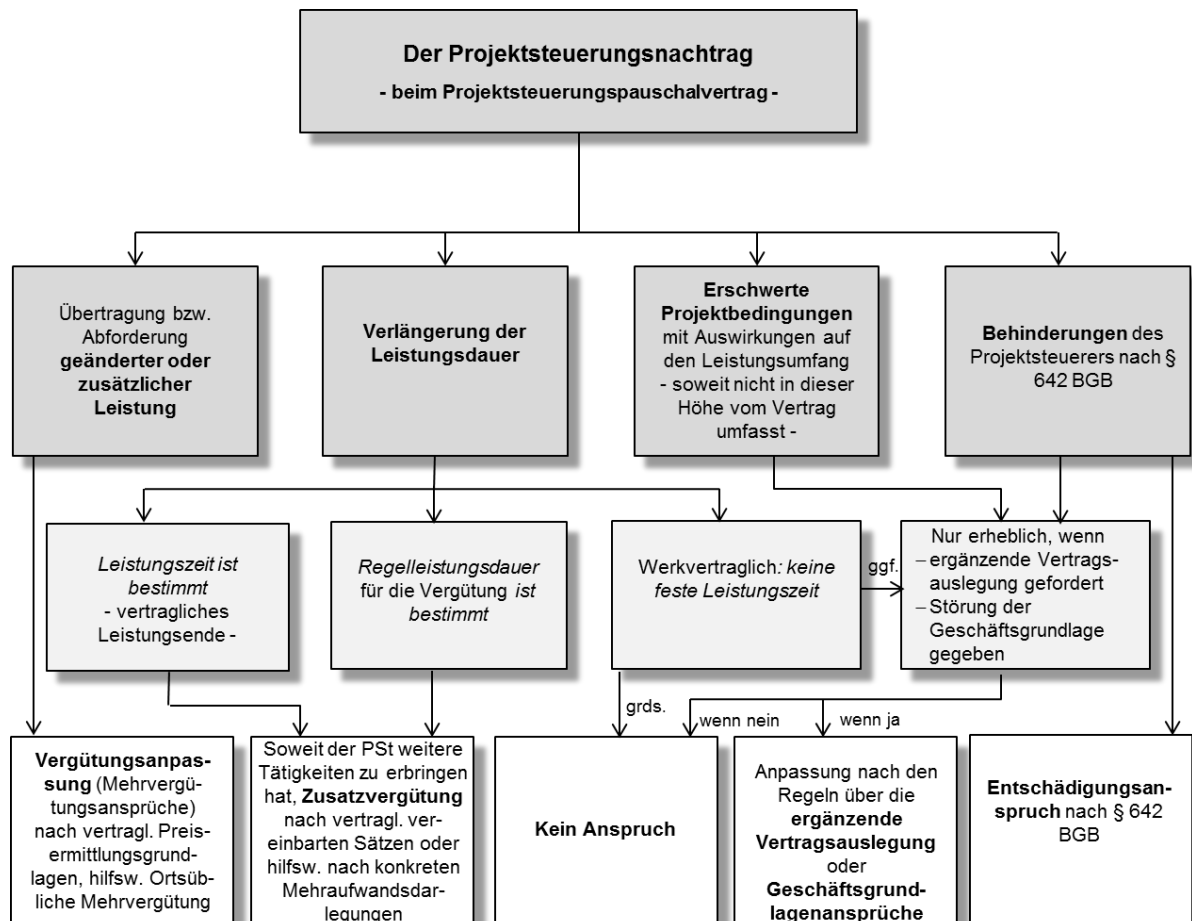 Der Projektsteuerungsnachtrag
- beim Projektsteuerungspauschalvertrag -
Übertragung bzw.
Abforderung
geänderter oder
zusätzlicher
Leistung
Verlängerung der
Leistungsdauer
Erschwerte
Projektbedingungen
mit Auswirkungen auf
den Leistungsumfang
- soweit nicht in dieser
Höhe vom Vertrag
umfasst -
Behinderungen des
Projektsteuerers nach §
642 BGB
Leistungszeit ist
bestimmt
- vertragliches
Leistungsende -
Regelleistungsdauer
für die Vergütung ist
bestimmt
Werkvertraglich: keine
feste Leistungszeit
ggf.
Nur erheblich, wenn
– ergänzende Vertrags-
auslegung gefordert
– Störung der
Geschäftsgrundlage
gegeben
grds.
wenn nein
wenn ja
Vergütungsanpas-
sung (Mehrvergü-
tungsansprüche)
nach vertragl. Preis-
ermittlungsgrund-
lagen, hilfsw. Ortsüb-
liche Mehrvergütung
Soweit der PSt weitere
Tätigkeiten zu erbringen
hat, Zusatzvergütung
nach vertragl. ver-
einbarten Sätzen oder
hilfsw. nach konkreten
Mehraufwandsdar-
legungen
Kein Anspruch
Anpassung nach den
Regeln über die
ergänzende
Vertragsauslegung
oder
Geschäftsgrund-
lagenansprüche
Entschädigungsan-
spruch nach § 642
BGB